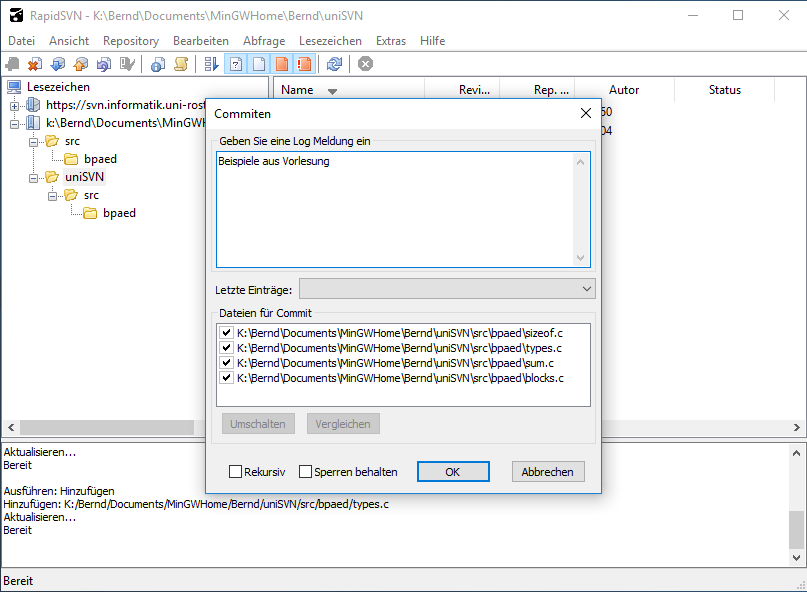 RapidSVN - K:\Bernd\Documents\MinGWHome\Bernd\uniSVN
Datei Ansicht Repository Bearbeiten Abfrage Lesezeichen Extras Hilfe
Lesezeichen
https://svn.informatik.uni-rost
k:\Bernd\Documents\MinGW
src
bpaed
uniSVN
src
bpaed
Name Revi... Rep. ... Autor Status
50
04
Commiten
Geben Sie eine Log Meldung ein
Beispiele aus Vorlesung
Letzte Einträge:
Dateien für Commit
K:\Bernd\Documents\MinGWHome\Bernd\uniSVN\src\bpaed\sizeof.c
K:\Bernd\Documents\MinGWHome\Bernd\uniSVN\src\bpaed\types.c
K:\Bernd\Documents\MinGWHome\Bernd\uniSVN\src\bpaed\sum.c
K:\Bernd\Documents\MinGWHome\Bernd\uniSVN\src\bpaed\blocks.c
Umschalten Vergleichen
Rekursiv Sperren behalten OK Abbrechen
Aktualisieren...
Bereit
Ausführen: Hinzufügen
Hinzufügen: K:/Bernd/Documents/MinGWHome/Bernd/uniSVN/src/bpaed/types.c
Aktualisieren...
Bereit
Bereit